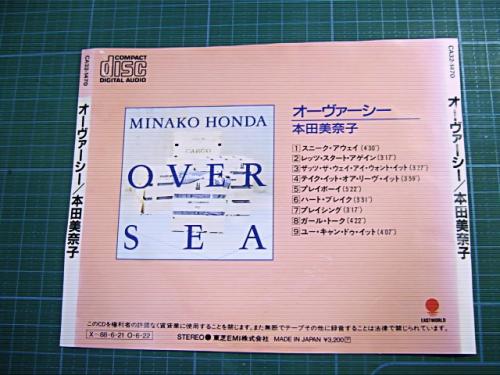 CA32-1470
オーヴァーシー/本田美奈子
COMPACT
disc
DIGITAL AUDIO
MINAKO HONDA
CARGO
OVER
SEA
オーヴァーシー
本田美奈子
1 スニーク・アウェイ (4'30")
2 レッツ・スタートアゲイン (3'17")
3 ザッツ・ザ・ウェイ・アイ・ウォント・イット (3'27")
4 テイク・イット・オア・リーヴ・イット (3'59")
5 プレイボーイ (5'22")
6 ハート・ブレイク (3'31")
7 プレイシング (3'17")
8 ガール・トーク (4'22")
9 ユー・キャン・ドゥ・イット (4'07")
EASTWORLD
このCDを権利者の許諾なく賃貸業に使用することを禁じます。また無断でテープその他に録音することは法律で禁じられています。
X-88-6-21 O-6-22
STEREO 東芝EMI株式会社 MADE IN JAPAN ¥3,200
CA32-1470
オーヴァーシー/本田美奈子